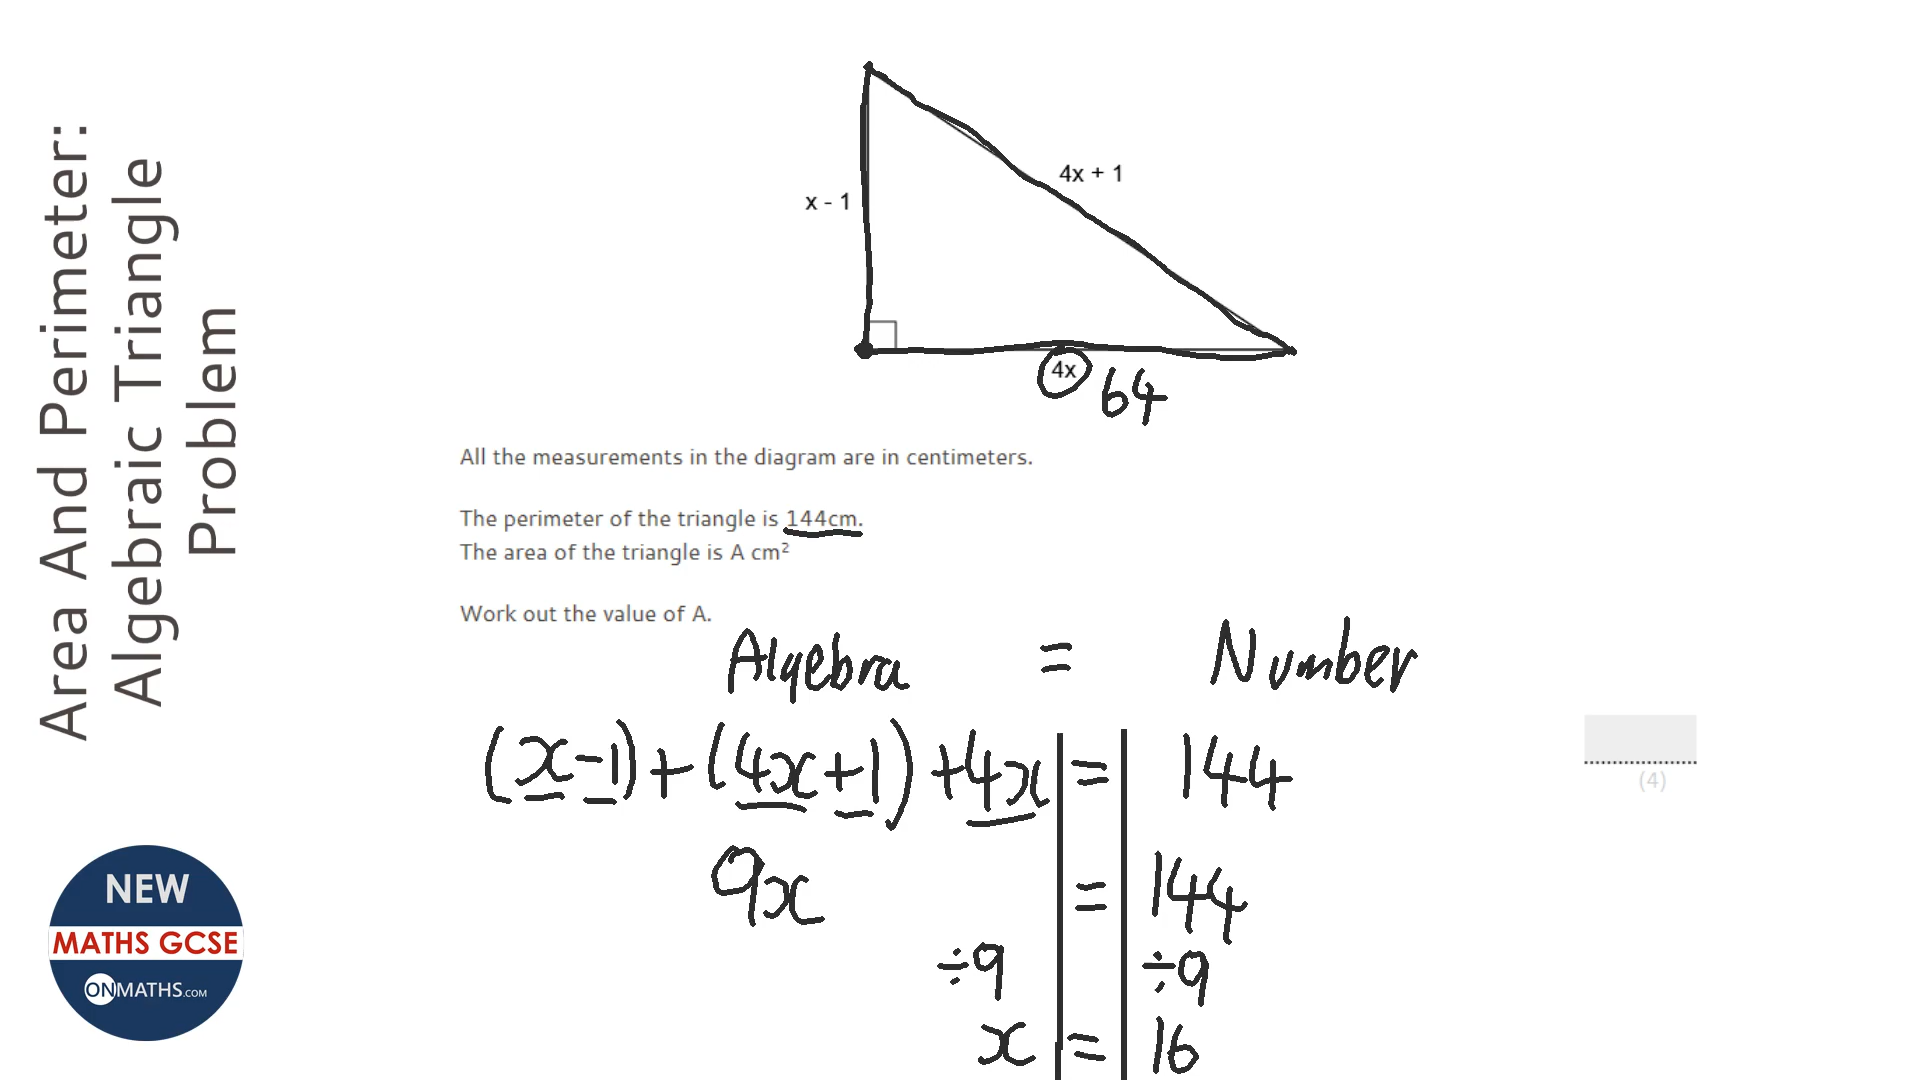 Area And Perimeter:
Algebraic Triangle
Problem
4x + 1
x - 1
4x 64
All the measurements in the diagram are in centimeters.
The perimeter of the triangle is 144cm.
The area of the triangle is A cm²
Work out the value of A.
Algebra = Number
(x-1)+(4x+1)+4x = 144
9x = 144
÷9 ÷9
x = 16
(4)
NEW
MATHS GCSE
ONMATHS.COM